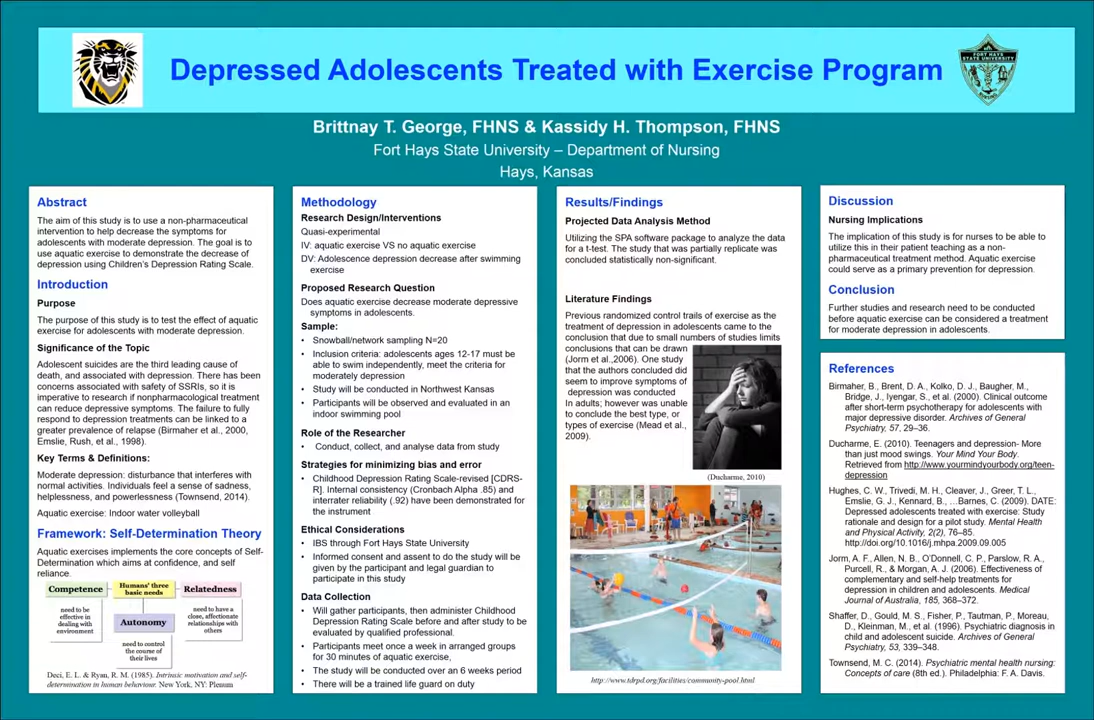 Depressed Adolescents Treated with Exercise Program
FORT HAYS
STATE UNIVERSITY
Brittnay T. George, FHNS & Kassidy H. Thompson, FHNS
Fort Hays State University – Department of Nursing
Hays, Kansas
Abstract
The aim of this study is to use a non-pharmaceutical
intervention to help decrease the symptoms for
adolescents with moderate depression. The goal is to
use aquatic exercise to demonstrate the decrease of
depression using Children's Depression Rating Scale.
Introduction
Purpose
The purpose of this study is to test the effect of aquatic
exercise for adolescents with moderate depression.
Significance of the Topic
Adolescent suicides are the third leading cause of
death, and associated with depression. There has been
concerns associated with safety of SSRIs, so it is
imperative to research if nonpharmacological treatment
can reduce depressive symptoms. The failure to fully
respond to depression treatments can be linked to a
greater prevalence of relapse (Birmaher et al., 2000,
Emslie, Rush, et al., 1998).
Key Terms & Definitions:
Moderate depression: disturbance that interferes with
normal activities. Individuals feel a sense of sadness,
helplessness, and powerlessness (Townsend, 2014).
Aquatic exercise: Indoor water volleyball
Framework: Self-Determination Theory
Aquatic exercises implements the core concepts of Self-
Determination which aims at confidence, and self
reliance.
Competence
Humans' three
basic needs
Relatedness
need to be
effective in
dealing with
environment
Autonomy
need to have a
close, affectionate
relationships with
others
need to control
the course of
their lives
Deci, E. L. & Ryan, R. M. (1985). Intrinsic motivation and self-
determination in human behaviour. New York, NY: Plenum
Methodology
Research Design/Interventions
Quasi-experimental
IV: aquatic exercise VS no aquatic exercise
DV: Adolescence depression decrease after swimming
exercise
Proposed Research Question
Does aquatic exercise decrease moderate depressive
symptoms in adolescents.
Sample:
• Snowball/network sampling N=20
• Inclusion criteria: adolescents ages 12-17 must be
able to swim independently, meet the criteria for
moderately depression
• Study will be conducted in Northwest Kansas
• Participants will be observed and evaluated in an
indoor swimming pool
Role of the Researcher
• Conduct, collect, and analyse data from study
Strategies for minimizing bias and error
• Childhood Depression Rating Scale-revised [CDRS-
R]. Internal consistency (Cronbach Alpha .85) and
interrater reliability (.92) have been demonstrated for
the instrument
Ethical Considerations
• IBS through Fort Hays State University
• Informed consent and assent to do the study will be
given by the participant and legal guardian to
participate in this study
Data Collection
• Will gather participants, then administer Childhood
Depression Rating Scale before and after study to be
evaluated by qualified professional.
• Participants meet once a week in arranged groups
for 30 minutes of aquatic exercise,
• The study will be conducted over an 6 weeks period
• There will be a trained life guard on duty
Results/Findings
Projected Data Analysis Method
Utilizing the SPA software package to analyze the data
for a t-test. The study that was partially replicate was
concluded statistically non-significant.
Literature Findings
Previous randomized control trails of exercise as the
treatment of depression in adolescents came to the
conclusion that due to small numbers of studies limits
conclusions that can be drawn
(Jorm et al.,2006). One study
that the authors concluded did
seem to improve symptoms of
depression was conducted
In adults; however was unable
to conclude the best type, or
types of exercise (Mead et al.,
2009).
(Ducharme, 2010)
http://www.tdrpd.org/facilities/community-pool.html
Discussion
Nursing Implications
The implication of this study is for nurses to be able to
utilize this in their patient teaching as a non-
pharmaceutical treatment method. Aquatic exercise
could serve as a primary prevention for depression.
Conclusion
Further studies and research need to be conducted
before aquatic exercise can be considered a treatment
for moderate depression in adolescents.
References
Birmaher, B., Brent, D. A., Kolko, D. J., Baugher, M.,
Bridge, J., Iyengar, S., et al. (2000). Clinical outcome
after short-term psychotherapy for adolescents with
major depressive disorder. Archives of General
Psychiatry, 57, 29–36.
Ducharme, E. (2010). Teenagers and depression- More
than just mood swings. Your Mind Your Body.
Retrieved from http://www.yourmindyourbody.org/teen-
depression
Hughes, C. W., Trivedi, M. H., Cleaver, J., Greer, T. L.,
Emslie, G. J., Kennard, B., …Barnes, C. (2009). DATE:
Depressed adolescents treated with exercise: Study
rationale and design for a pilot study. Mental Health
and Physical Activity, 2(2), 76–85.
http://doi.org/10.1016/j.mhpa.2009.09.005
Jorm, A. F., Allen, N. B., O'Donnell, C. P., Parslow, R. A.,
Purcell, R., & Morgan, A. J. (2006). Effectiveness of
complementary and self-help treatments for
depression in children and adolescents. Medical
Journal of Australia, 185, 368–372.
Shaffer, D., Gould, M. S., Fisher, P., Tautman, P., Moreau,
D., Kleinman, M., et al. (1996). Psychiatric diagnosis in
child and adolescent suicide. Archives of General
Psychiatry, 53, 339–348.
Townsend, M. C. (2014). Psychiatric mental health nursing:
Concepts of care (8th ed.). Philadelphia: F. A. Davis.